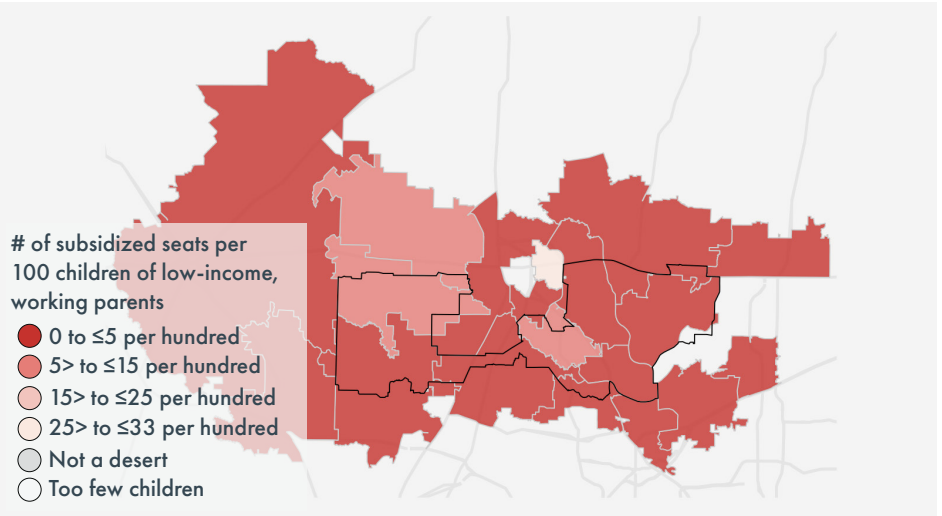 # of subsidized seats per
100 children of low-income,
working parents
0 to ≤5 per hundred
5> to ≤15 per hundred
15> to ≤25 per hundred
25> to ≤33 per hundred
Not a desert
Too few children